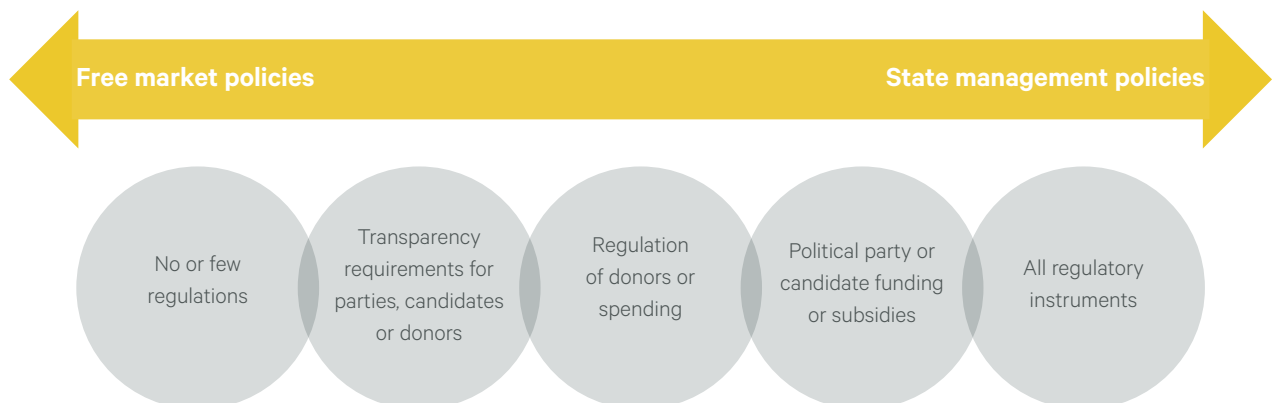 Free market policies
State management policies
No or few
regulations
Transparency
requirements for
parties, candidates
or donors
Regulation
of donors or
spending
Political party or
candidate funding
or subsidies
All regulatory
instruments